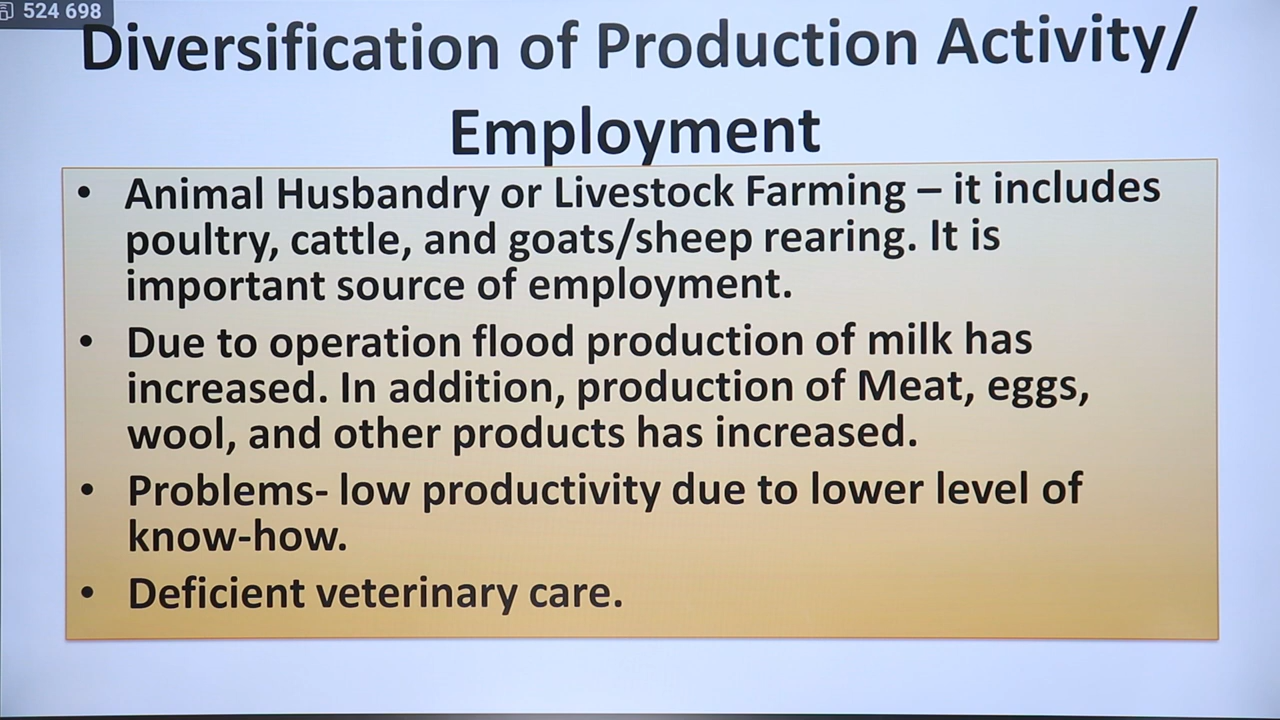 524 698
Diversification of Production Activity/
Employment
• Animal Husbandry or Livestock Farming – it includes
poultry, cattle, and goats/sheep rearing. It is
important source of employment.
• Due to operation flood production of milk has
increased. In addition, production of Meat, eggs,
wool, and other products has increased.
• Problems- low productivity due to lower level of
know-how.
• Deficient veterinary care.